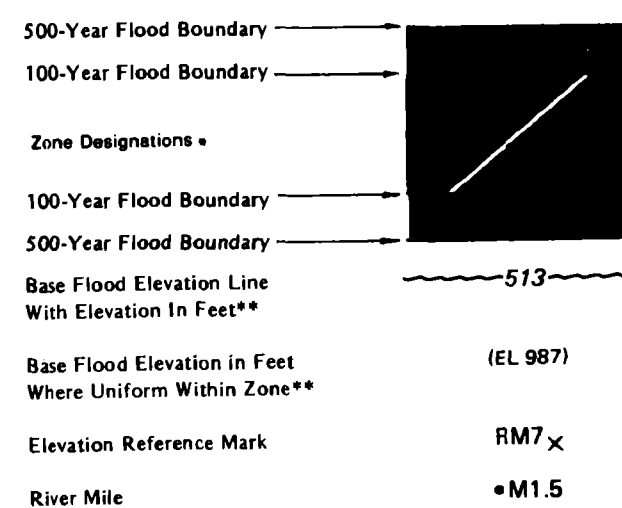 500-Year Flood Boundary
100-Year Flood Boundary
Zone Designations *
100-Year Flood Boundary
500-Year Flood Boundary
Base Flood Elevation Line
With Elevation In Feet**
513
Base Flood Elevation in Feet
Where Uniform Within Zone**
(EL 987)
Elevation Reference Mark
RM7×
River Mile
•M1.5